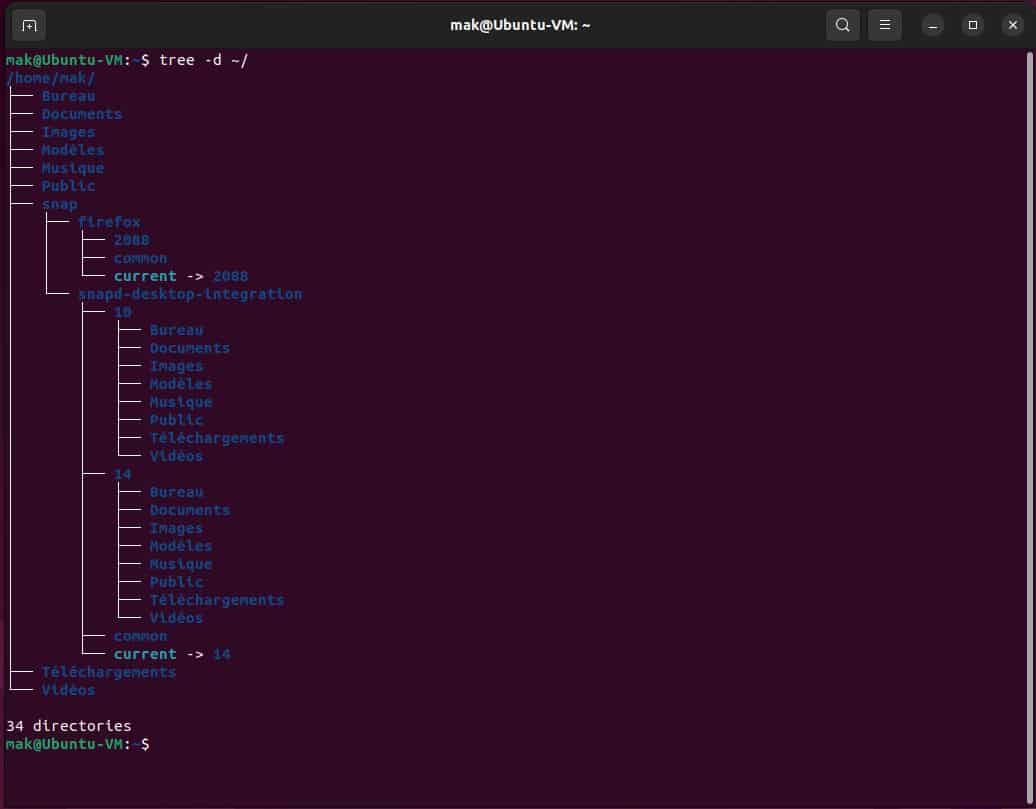 mak@Ubuntu-VM: ~
mak@Ubuntu-VM:~$ tree -d ~/
/home/mak/
├── Bureau
├── Documents
├── Images
├── Modèles
├── Musique
├── Public
├── snap
│   ├── firefox
│   │   ├── 2088
│   │   ├── common
│   │   └── current -> 2088
│   └── snapd-desktop-integration
│       ├── 10
│       │   ├── Bureau
│       │   ├── Documents
│       │   ├── Images
│       │   ├── Modèles
│       │   ├── Musique
│       │   ├── Public
│       │   ├── Téléchargements
│       │   └── Vidéos
│       ├── 14
│       │   ├── Bureau
│       │   ├── Documents
│       │   ├── Images
│       │   ├── Modèles
│       │   ├── Musique
│       │   ├── Public
│       │   ├── Téléchargements
│       │   └── Vidéos
│       ├── common
│       └── current -> 14
├── Téléchargements
└── Vidéos
34 directories
mak@Ubuntu-VM:~$